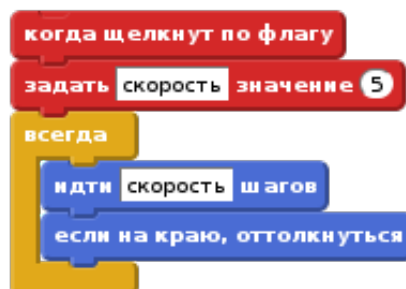 когда щелкнут по флагу
задать скорость значение 5
всегда
идти скорость шагов
если на краю, оттолкнуться